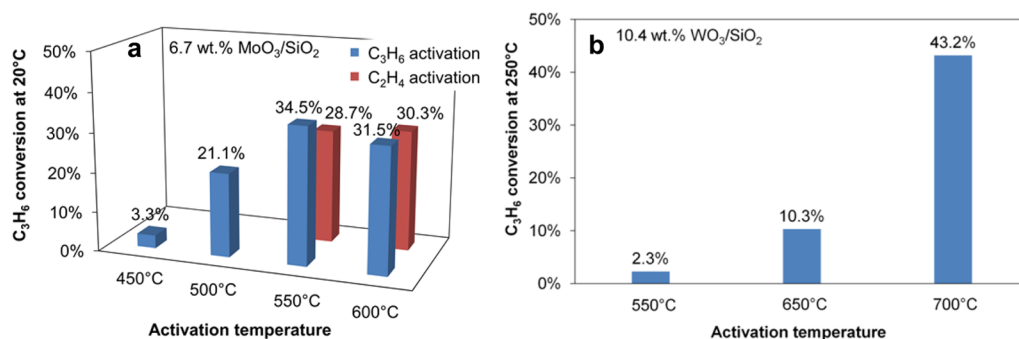 a
6.7 wt.% MoO₃/SiO₂
C₃H₆ activation
C₂H₄ activation
C₃H₆ conversion at 20°C
50%
40%
30%
20%
10%
0%
3.3%
21.1%
34.5%
28.7%
31.5%
30.3%
450°C
500°C
550°C
600°C
Activation temperature
b
10.4 wt.% WO₃/SiO₂
C₃H₆ conversion at 250°C
50%
40%
30%
20%
10%
0%
2.3%
10.3%
43.2%
550°C
650°C
700°C
Activation temperature